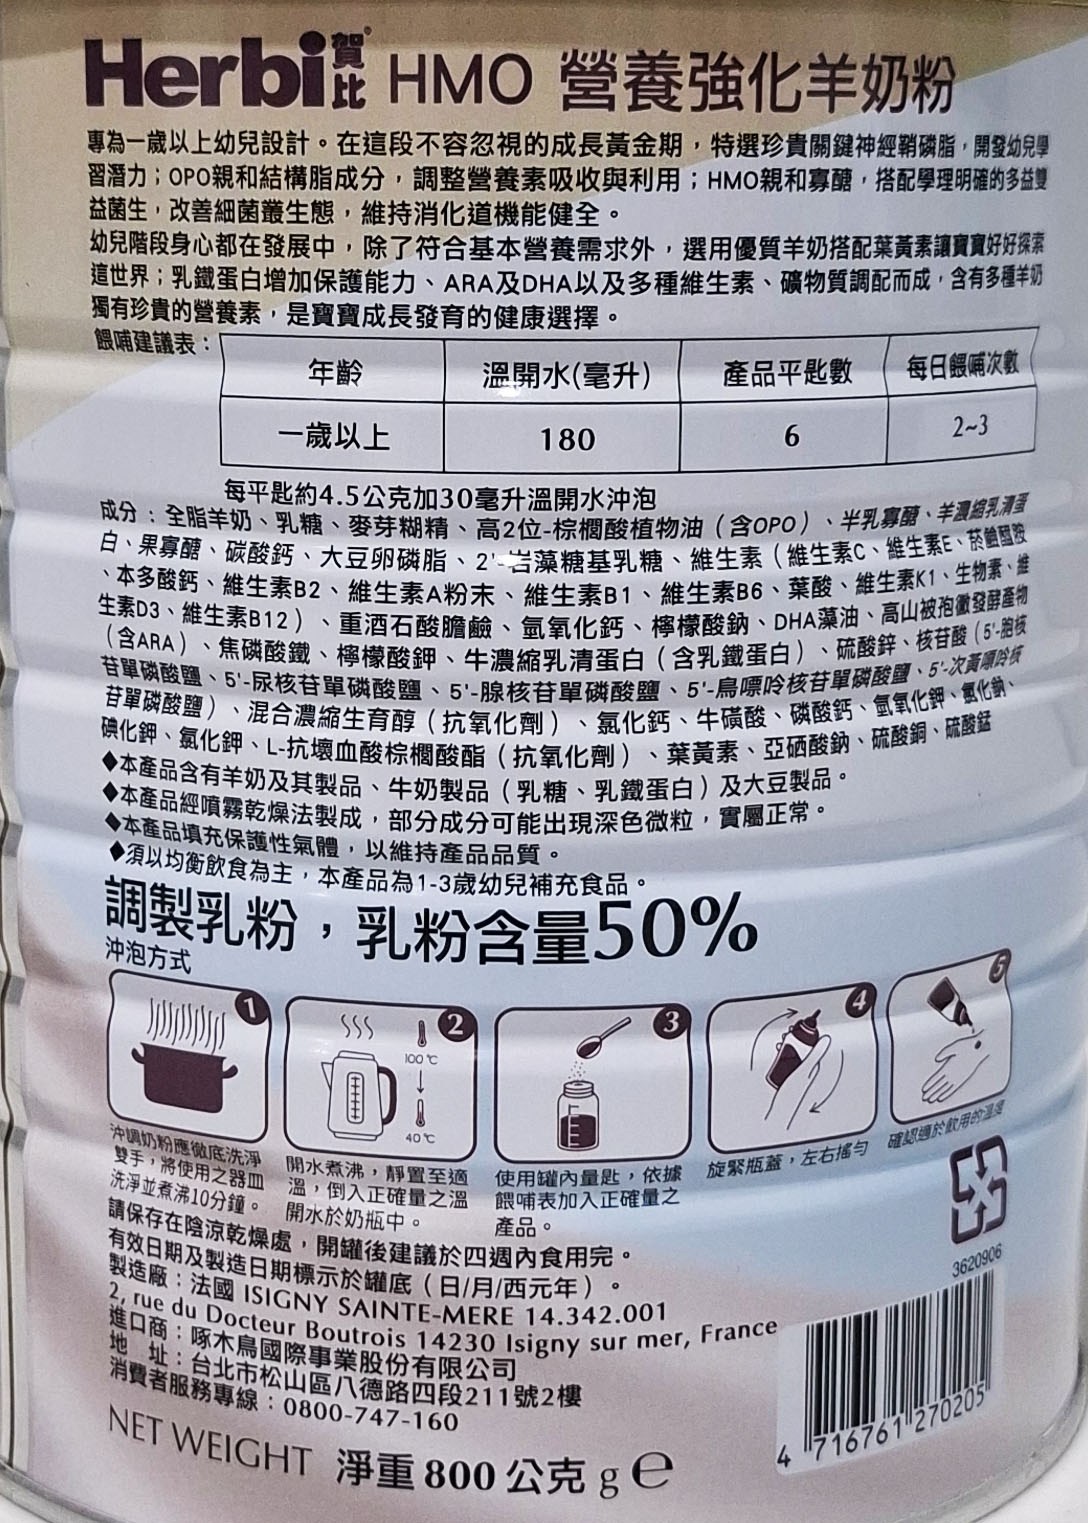 Herbi賀比® HMO 營養強化羊奶粉
專為一歲以上幼兒設計。在這段不容忽視的成長黃金期，特選珍貴關鍵神經鞘磷脂，開發幼兒學
習潛力；OPO親和結構脂成分，調整營養素吸收與利用；HMO親和寡醣，搭配學理明確的多益雙
益菌生，改善細菌叢生態，維持消化道機能健全。
幼兒階段身心都在發展中，除了符合基本營養需求外，選用優質羊奶搭配葉黃素讓寶寶好好探索
這世界；乳鐵蛋白增加保護能力、ARA及DHA以及多種維生素、礦物質調配而成，含有多種羊奶
獨有珍貴的營養素，是寶寶成長發育的健康選擇。
餵哺建議表：
年齡 溫開水(毫升) 產品平匙數 每日餵哺次數
一歲以上 180 6 2~3
每平匙約4.5公克加30毫升溫開水沖泡
成分：全脂羊奶、乳糖、麥芽糊精、高2位-棕櫚酸植物油（含OPO）、半乳寡醣、羊濃縮乳清蛋
白、果寡醣、碳酸鈣、大豆卵磷脂、2'-岩藻糖基乳糖、維生素（維生素C、維生素E、菸鹼醯胺
、本多酸鈣、維生素B2、維生素A粉末、維生素B1、維生素B6、葉酸、維生素K1、生物素、維
生素D3、維生素B12）、重酒石酸膽鹼、氫氧化鈣、檸檬酸鈉、DHA藻油、高山被孢黴發酵產物
（含ARA）、焦磷酸鐵、檸檬酸鉀、牛濃縮乳清蛋白（含乳鐵蛋白）、硫酸鋅、核苷酸（5'-胞核
苷單磷酸鹽、5'-尿核苷單磷酸鹽、5'-腺核苷單磷酸鹽、5'-鳥嘌呤核苷單磷酸鹽、5'-次黃嘌呤核
苷單磷酸鹽）、混合濃縮生育醇（抗氧化劑）、氯化鈣、牛磺酸、磷酸鈣、氫氧化鉀、氯化鈉、
碘化鉀、氯化鉀、L-抗壞血酸棕櫚酸酯（抗氧化劑）、葉黃素、亞硒酸鈉、硫酸銅、硫酸錳
◆本產品含有羊奶及其製品、牛奶製品（乳糖、乳鐵蛋白）及大豆製品。
◆本產品經噴霧乾燥法製成，部分成分可能出現深色微粒，實屬正常。
◆本產品填充保護性氣體，以維持產品品質。
◆須以均衡飲食為主，本產品為1-3歲幼兒補充食品。
調製乳粉，乳粉含量50%
沖泡方式
1 2 3 4 5
100℃
40℃
沖調奶粉應徹底洗淨
雙手，將使用之器皿
洗淨並煮沸10分鐘。
開水煮沸，靜置至適
溫，倒入正確量之溫
開水於奶瓶中。
使用罐內量匙，依據
餵哺表加入正確量之
產品。
旋緊瓶蓋，左右搖勻
確認適於飲用的溫度
請保存在陰涼乾燥處，開罐後建議於四週內食用完。
有效日期及製造日期標示於罐底（日/月/西元年）。
製造廠：法國 ISIGNY SAINTE-MERE 14.342.001
2, rue du Docteur Boutrois 14230 Isigny sur mer, France
進口商：啄木鳥國際事業股份有限公司
地 址：台北市松山區八德路四段211號2樓
消費者服務專線：0800-747-160
NET WEIGHT 淨重 800 公克 g e
3620906
4 716761 270205